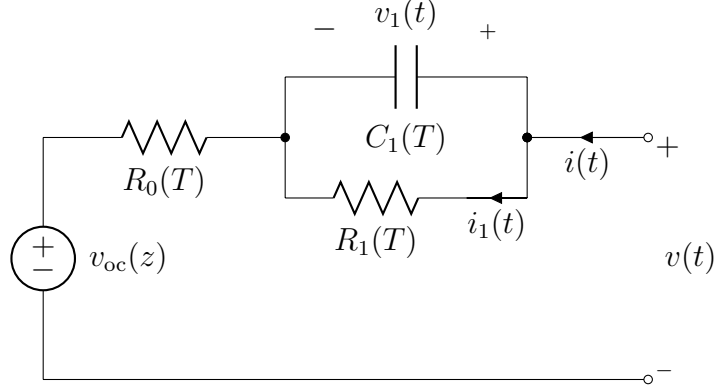 − v₁(t) +
C₁(T)
i(t) +
R₀(T)
i₁(t)
R₁(T)
+
−
v_oc(z)
v(t)
−